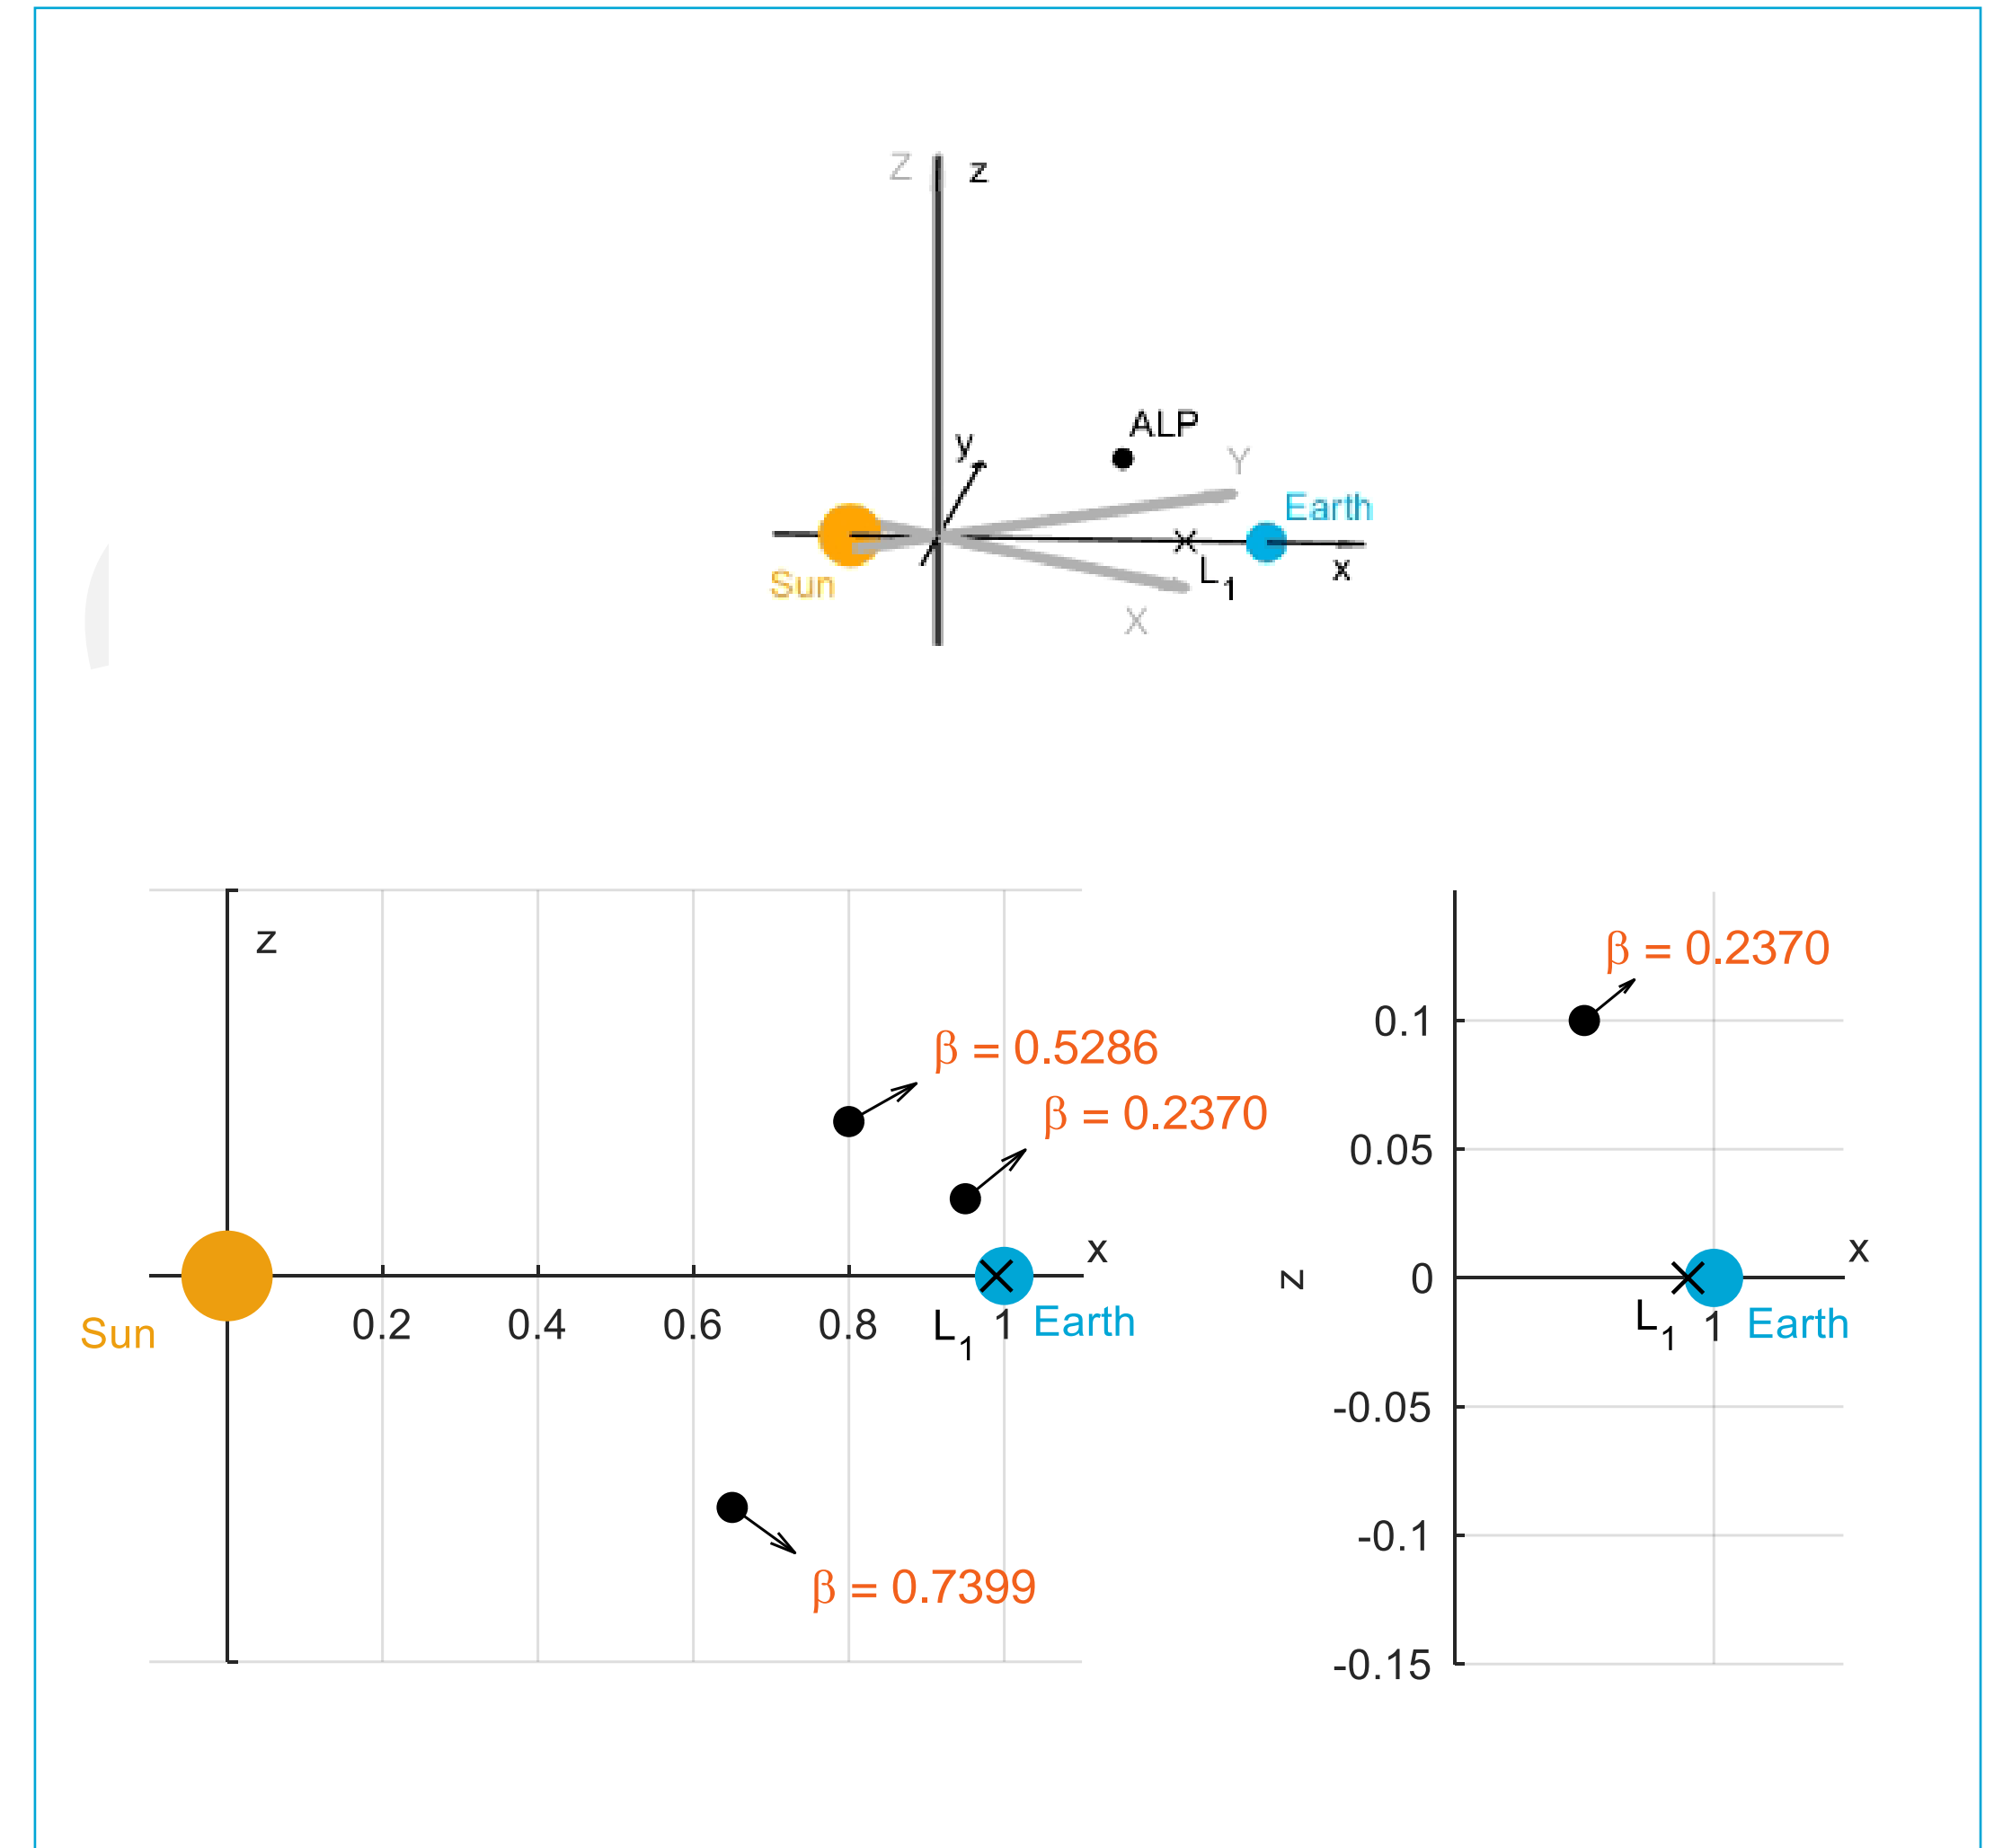 Z z
ALP
y
Y
Earth
Sun
L1
x
X
z
β = 0.5286
β = 0.2370
x
Sun
0.2 0.4 0.6 0.8 L1 1 Earth
β = 0.7399
β = 0.2370
0.1
0.05
x
z
0
L1 1 Earth
-0.05
-0.1
-0.15